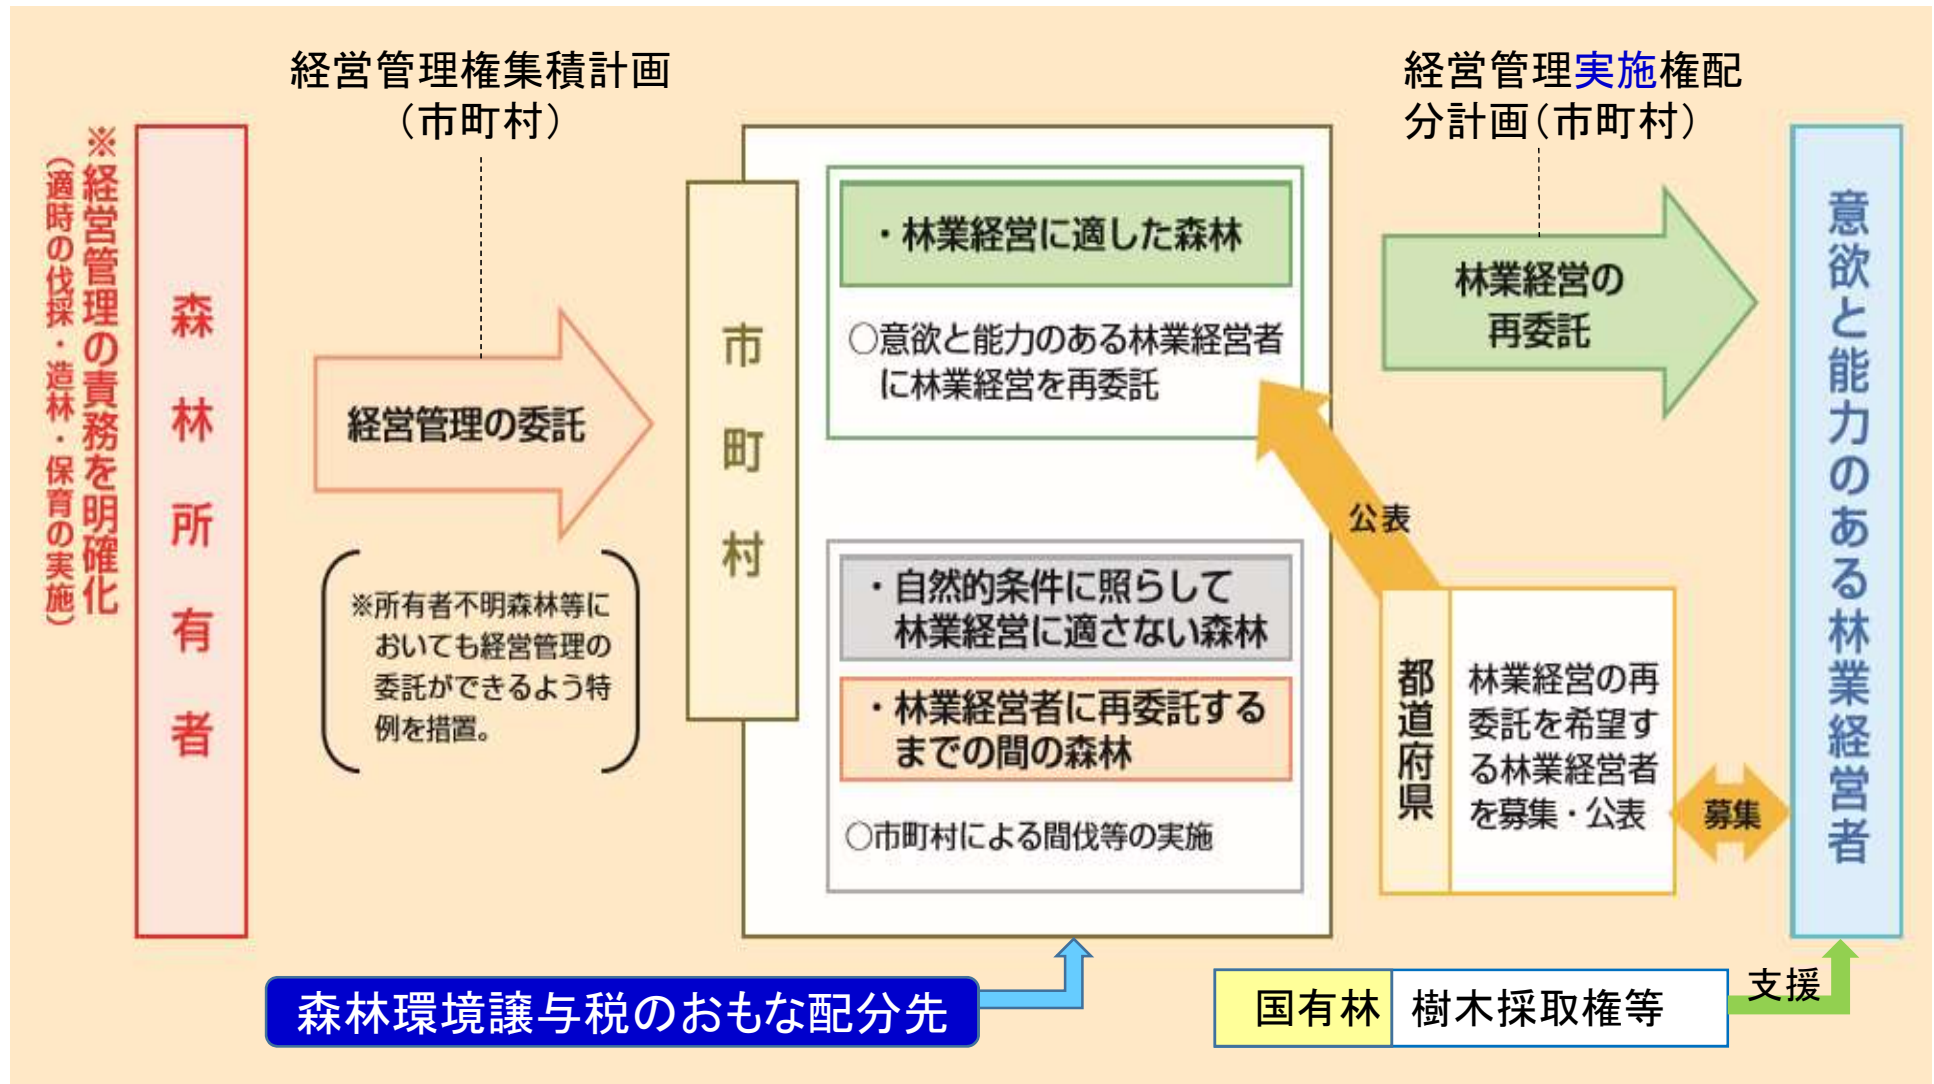 経営管理権集積計画
（市町村）
経営管理実施権配
分計画（市町村）
※経営管理の責務を明確化
（適時の伐採・造林・保育の実施）
森林所有者
経営管理の委託
※所有者不明森林等に
おいても経営管理の
委託ができるよう特
例を措置。
市町村
・林業経営に適した森林
○意欲と能力のある林業経営者
に林業経営を再委託
・自然的条件に照らして
林業経営に適さない森林
・林業経営者に再委託する
までの間の森林
○市町村による間伐等の実施
林業経営の
再委託
公表
都道府県
林業経営の再
委託を希望す
る林業経営者
を募集・公表
募集
意欲と能力のある林業経営者
森林環境譲与税のおもな配分先
国有林
樹木採取権等
支援